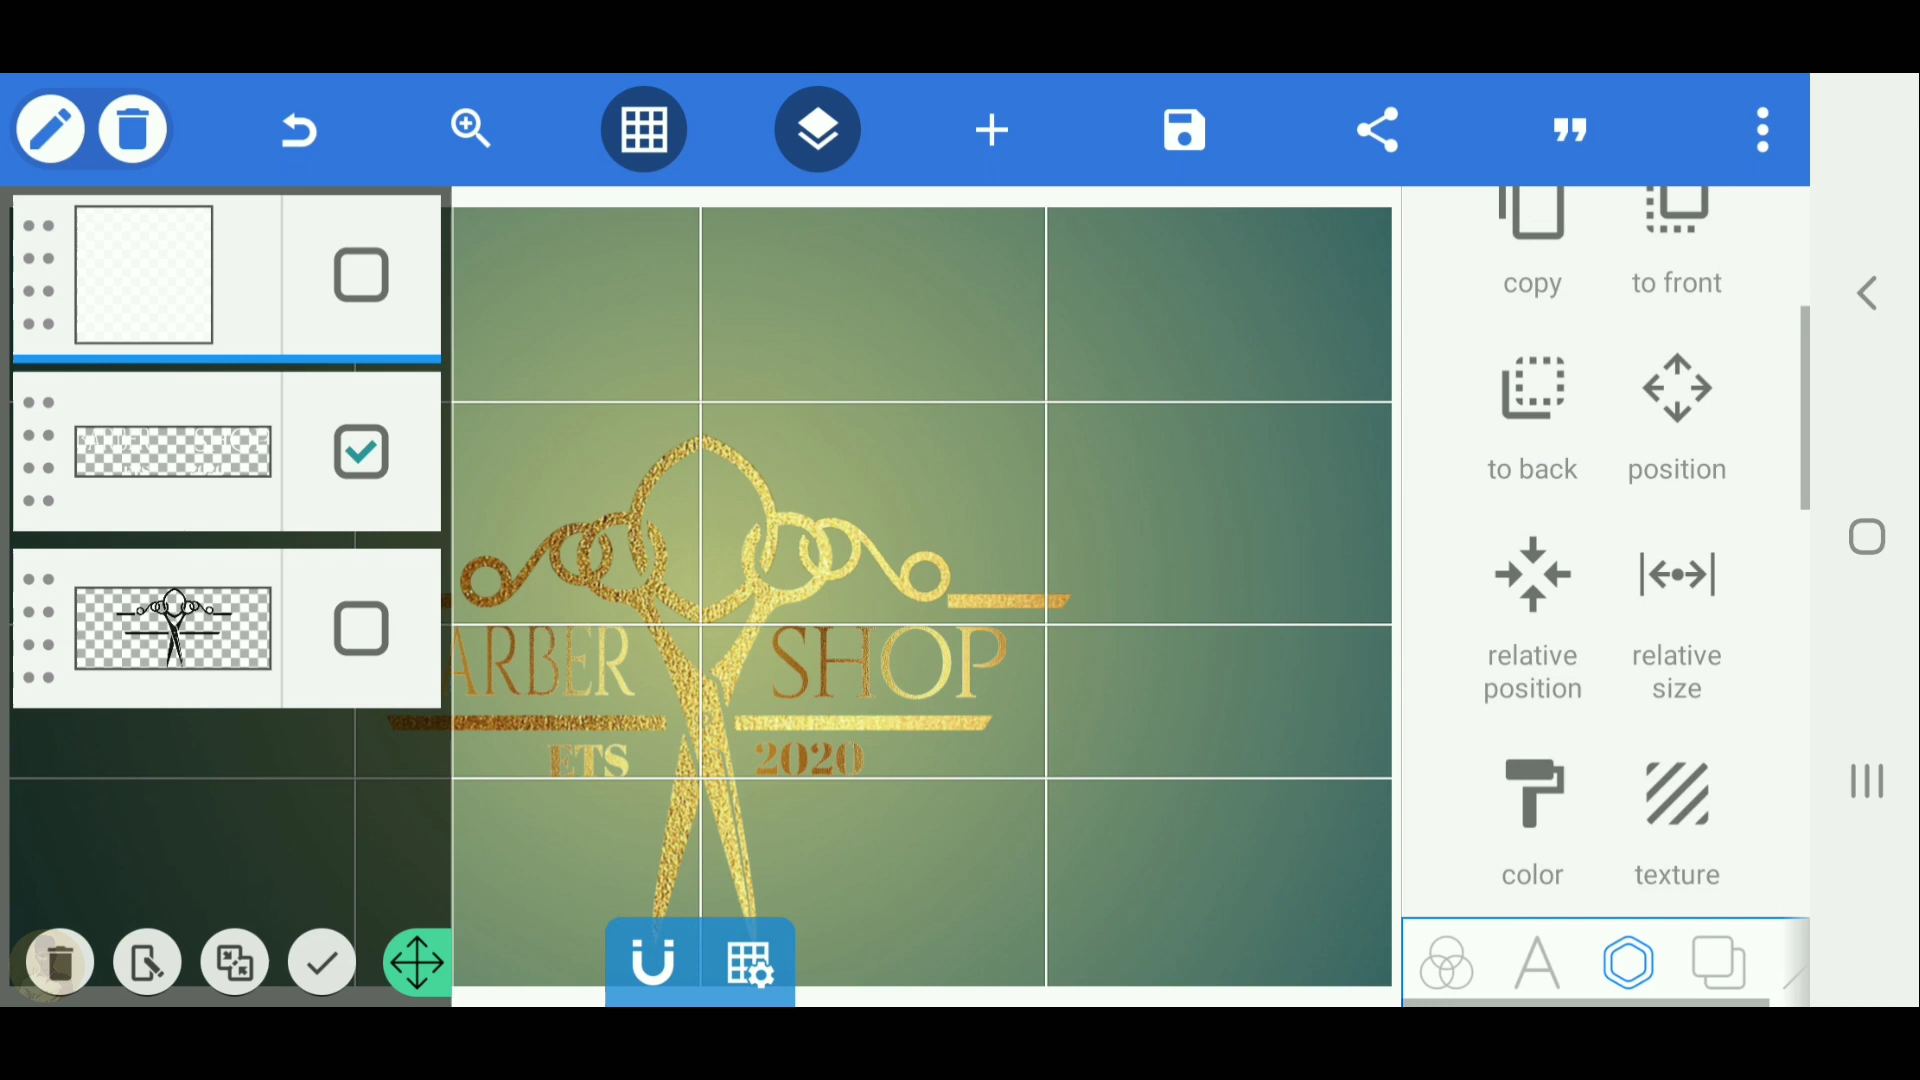 copy
to front
to back
position
relative position
relative size
color
texture
ARBER SHOP
ETS 2020